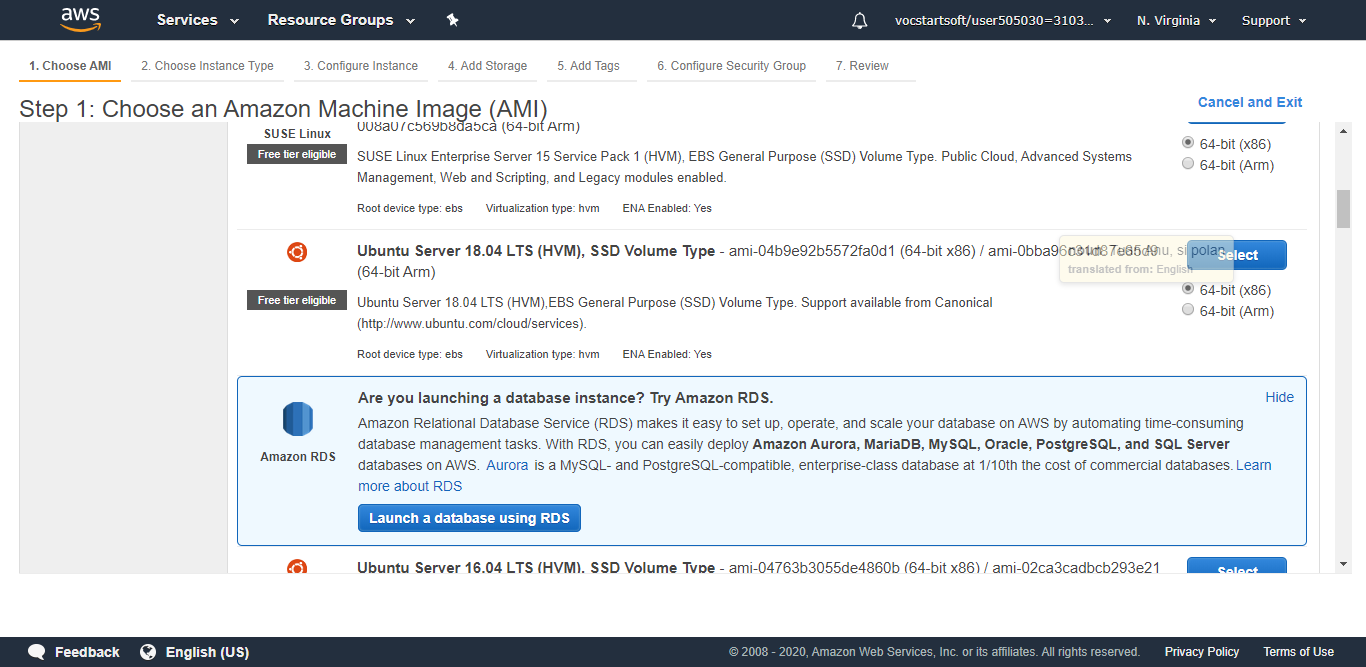 aws
Services
Resource Groups
vocstartsoft/user505030=3103...
N. Virginia
Support
1. Choose AMI
2. Choose Instance Type
3. Configure Instance
4. Add Storage
5. Add Tags
6. Configure Security Group
7. Review
Step 1: Choose an Amazon Machine Image (AMI)
Cancel and Exit
SUSE Linux
Free tier eligible
008a07c569b8da5ca (64-bit Arm)
SUSE Linux Enterprise Server 15 Service Pack 1 (HVM), EBS General Purpose (SSD) Volume Type. Public Cloud, Advanced Systems
Management, Web and Scripting, and Legacy modules enabled.
Root device type: ebs Virtualization type: hvm ENA Enabled: Yes
64-bit (x86)
64-bit (Arm)
Free tier eligible
Ubuntu Server 18.04 LTS (HVM), SSD Volume Type - ami-04b9e92b5572fa0d1 (64-bit x86) /
(64-bit Arm)
Ubuntu Server 18.04 LTS (HVM),EBS General Purpose (SSD) Volume Type. Support available from Canonical
(http://www.ubuntu.com/cloud/services).
Root device type: ebs Virtualization type: hvm ENA Enabled: Yes
translated from: English
Select
64-bit (x86)
64-bit (Arm)
Amazon RDS
Are you launching a database instance? Try Amazon RDS.
Hide
Amazon Relational Database Service (RDS) makes it easy to set up, operate, and scale your database on AWS by automating time-consuming
database management tasks. With RDS, you can easily deploy Amazon Aurora, MariaDB, MySQL, Oracle, PostgreSQL, and SQL Server
databases on AWS. Aurora is a MySQL- and PostgreSQL-compatible, enterprise-class database at 1/10th the cost of commercial databases. Learn
more about RDS
Launch a database using RDS
Ubuntu Server 16.04 LTS (HVM), SSD Volume Type - ami-04763b3055de4860b (64-bit x86) / ami-02ca3cadbcb293e21
Select
Feedback
English (US)
© 2008 - 2020, Amazon Web Services, Inc. or its affiliates. All rights reserved.
Privacy Policy
Terms of Use